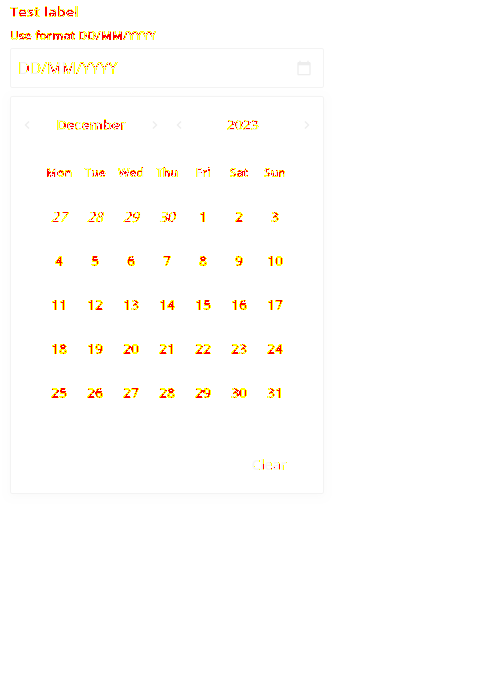 Test label
Use format DD/MM/YYYY
DD/MM/YYYY
December 2023
Mon Tue Wed Thu Fri Sat Sun
27 28 29 30 1 2 3
4 5 6 7 8 9 10
11 12 13 14 15 16 17
18 19 20 21 22 23 24
25 26 27 28 29 30 31
Clear